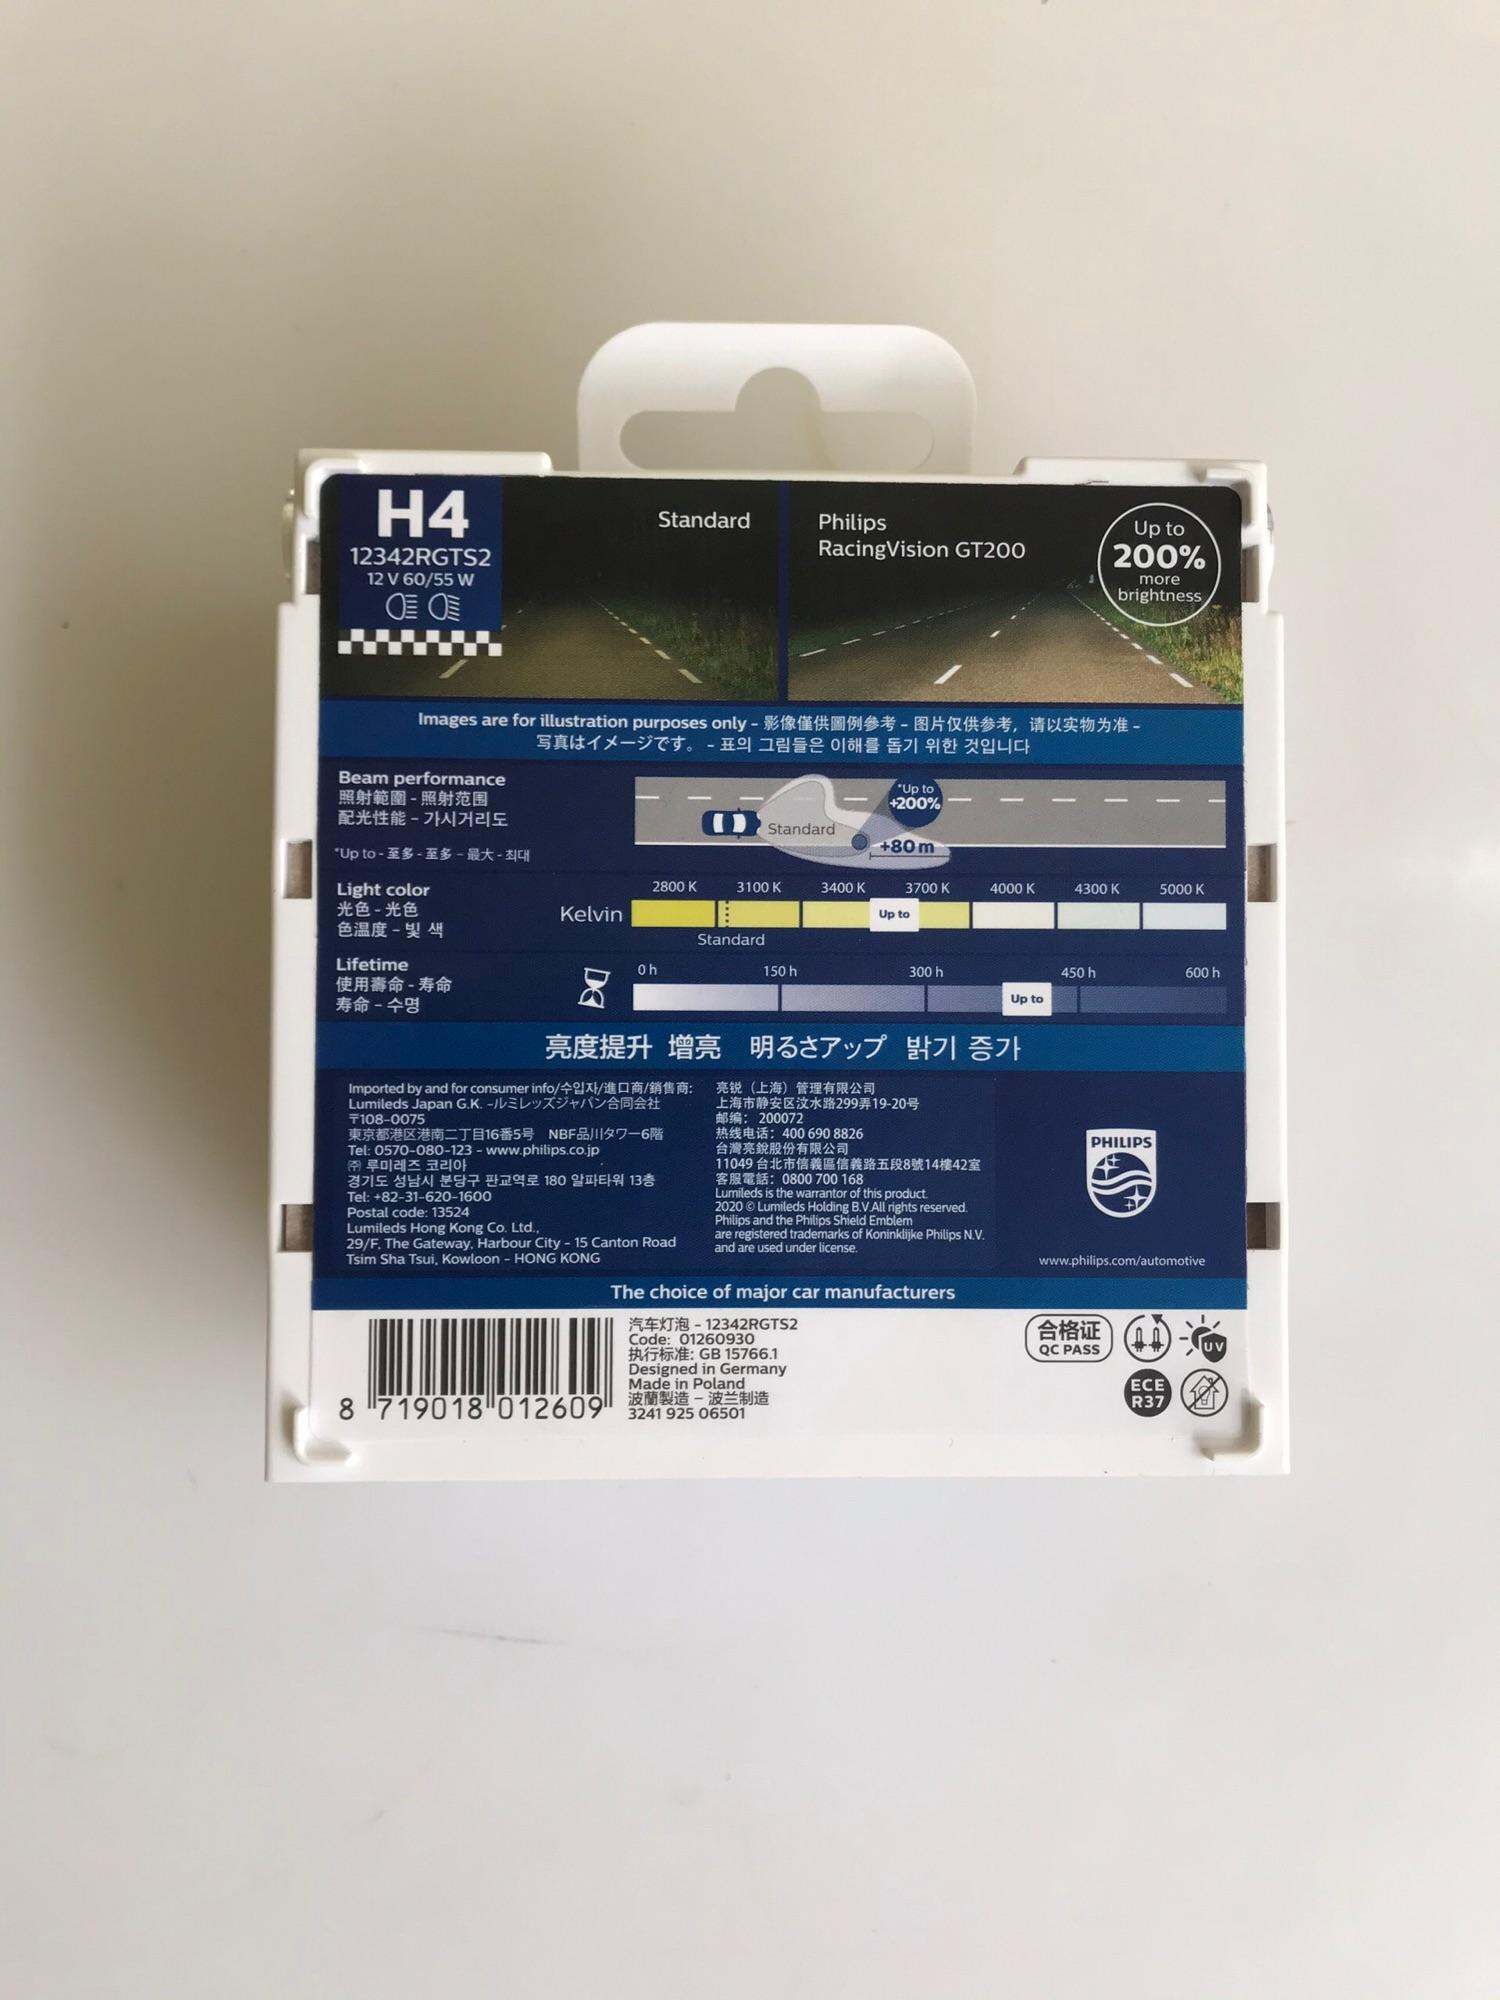 H4
12342RGTS2
12 V 60/55 W
Standard
Philips
RacingVision GT200
Up to
200%
more
brightness
Images are for illustration purposes only – 影像僅供圖例參考 – 图片仅供参考，请以实物为准 –
写真はイメージです。 – 표의 그림들은 이해를 돕기 위한 것입니다
Beam performance
照射範圍 - 照射范围
配光性能 – 가시거리도
*Up to - 至多 - 至多 – 最大 - 최대
Standard
*Up to
+200%
+80 m
Light color
光色 - 光色
色温度 – 빛 색
Kelvin
2800 K 3100 K 3400 K 3700 K 4000 K 4300 K 5000 K
Up to
Standard
Lifetime
使用壽命 - 寿命
寿命 – 수명
0 h 150 h 300 h 450 h 600 h
Up to
亮度提升 增亮 明るさアップ 밝기 증가
Imported by and for consumer info/수입자/進口商/銷售商:
Lumileds Japan G.K. -ルミレッズジャパン合同会社
〒108-0075
東京都港区港南二丁目16番5号 NBF品川タワー6階
Tel: 0570-080-123 – www.philips.co.jp
㈜ 루미레즈 코리아
경기도 성남시 분당구 판교역로 180 알파타워 13층
Tel: +82-31-620-1600
Postal code: 13524
Lumileds Hong Kong Co. Ltd.,
29/F, The Gateway, Harbour City - 15 Canton Road
Tsim Sha Tsui, Kowloon – HONG KONG
亮锐（上海）管理有限公司
上海市静安区汶水路299弄19-20号
邮编： 200072
热线电话： 400 690 8826
台灣亮銳股份有限公司
11049 台北市信義區信義路五段8號14樓42室
客服電話：0800 700 168
Lumileds is the warrantor of this product.
2020 © Lumileds Holding B.V.All rights reserved.
Philips and the Philips Shield Emblem
are registered trademarks of Koninklijke Philips N.V.
and are used under license.
PHILIPS
www.philips.com/automotive
The choice of major car manufacturers
8 719018 012609
汽车灯泡 – 12342RGTS2
Code: 01260930
执行标准: GB 15766.1
Designed in Germany
Made in Poland
波蘭製造 – 波兰制造
3241 925 06501
合格证
QC PASS
UV
ECE
R37